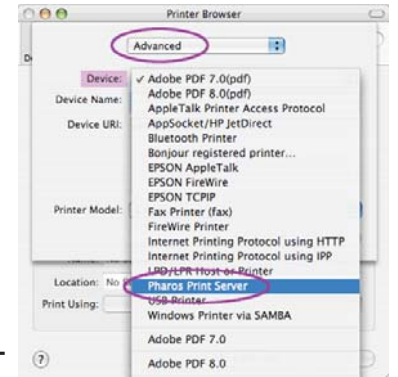 Printer Browser
Advanced
D
Device:
✓ Adobe PDF 7.0(pdf)
Adobe PDF 8.0(pdf)
Device Name:
AppleTalk Printer Access Protocol
Device URI:
AppSocket/HP JetDirect
Bluetooth Printer
Bonjour registered printer...
EPSON AppleTalk
EPSON FireWire
EPSON TCPIP
Printer Model:
Fax Printer (fax)
FireWire Printer
Internet Printing Protocol using HTTP
Internet Printing Protocol using IPP
LPD/LPR Host or Printer
Location: No
Pharos Print Server
Print Using:
USB Printer
Windows Printer via SAMBA
Adobe PDF 7.0
?
Adobe PDF 8.0